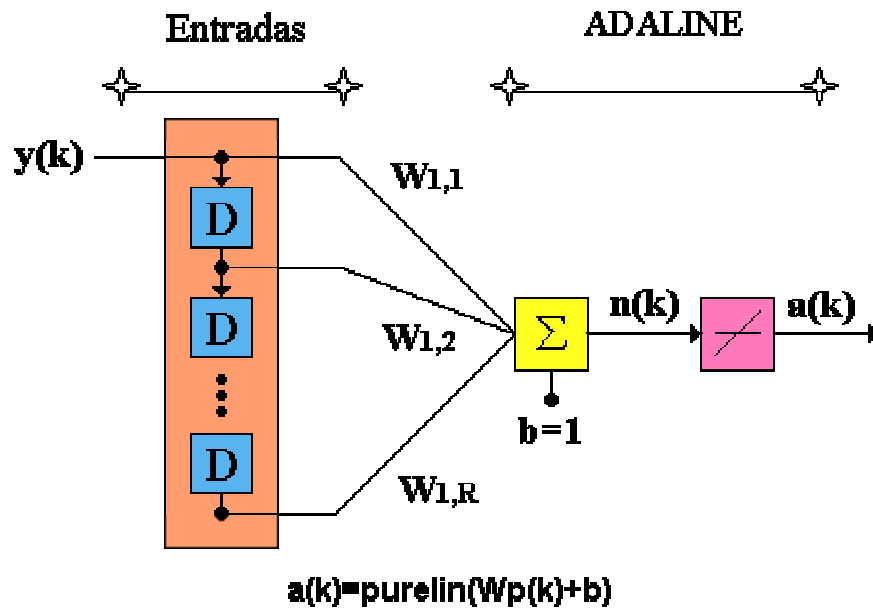 Entradas
ADALINE
y(k)
W1,1
D
D
W1,2
Σ
n(k)
a(k)
b=1
D
W1,R
a(k)=purelin(Wp(k)+b)